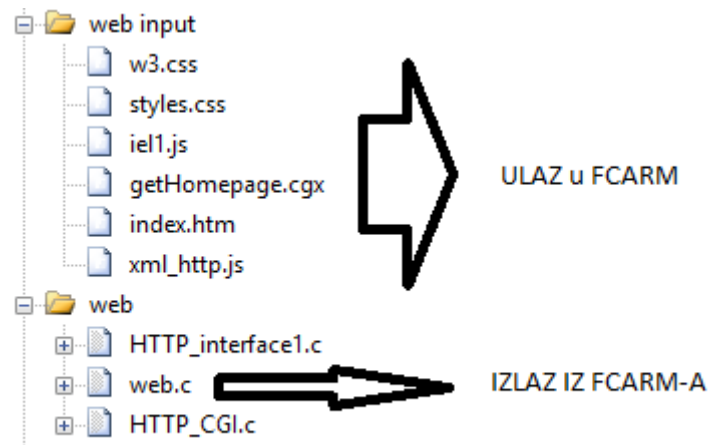 web input
w3.css
styles.css
iel1.js
getHomepage.cgx
index.htm
xml_http.js
ULAZ u FCARM
web
HTTP_interface1.c
web.c
HTTP_CGI.c
IZLAZ IZ FCARM-A